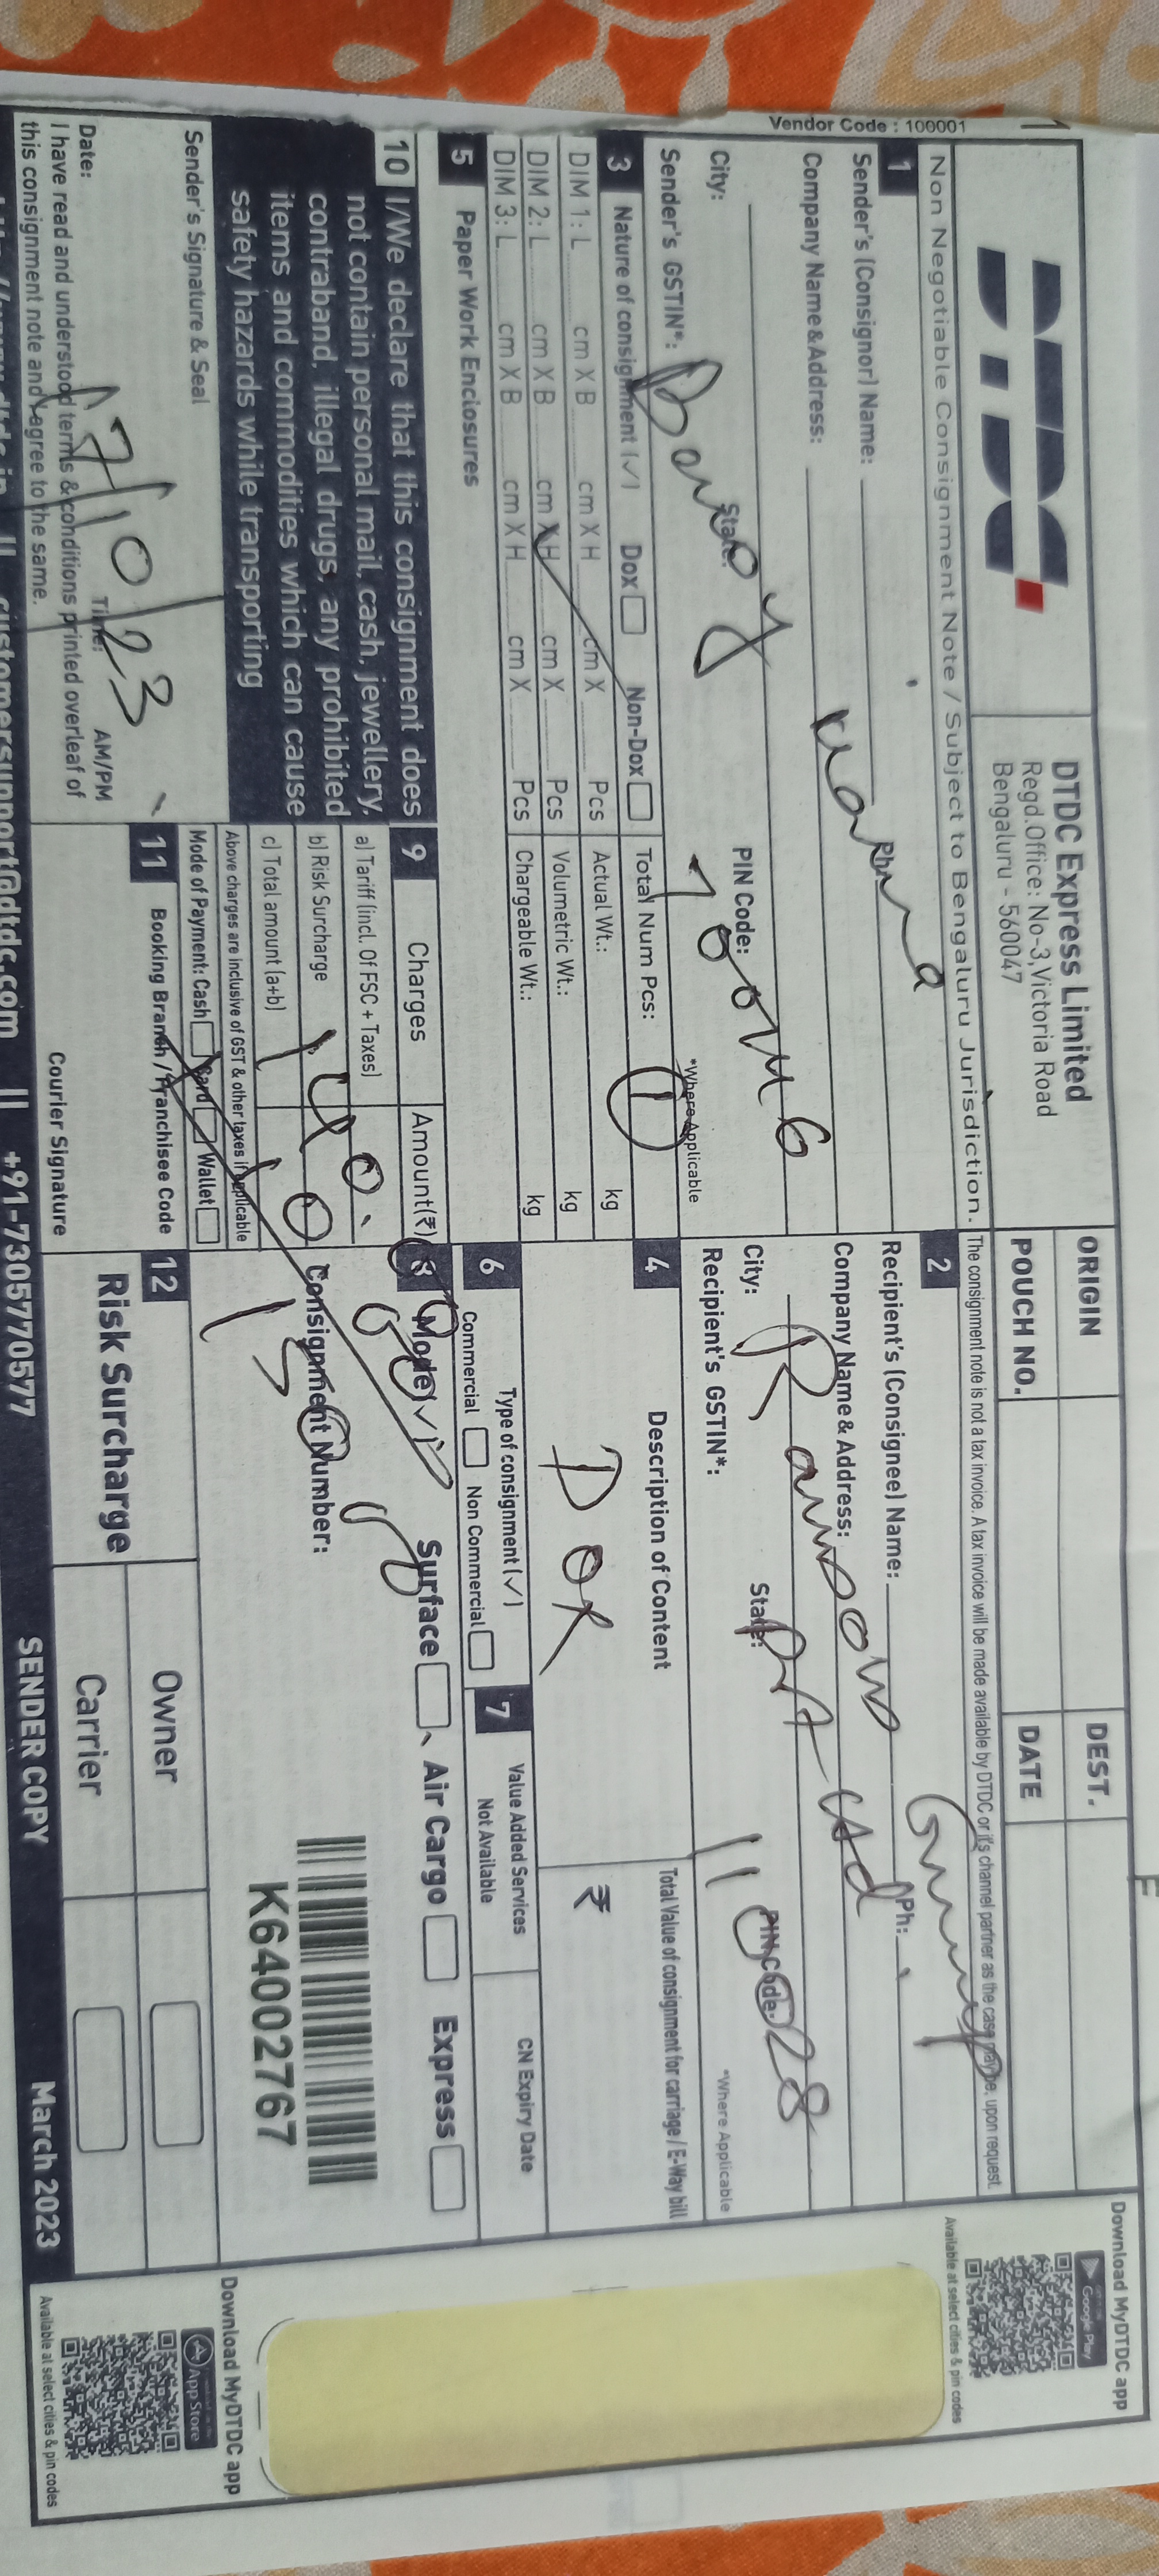 Vendor Code : 100001
DTDC
DTDC Express Limited
Regd.Office: No-3,Victoria Road
Bengaluru - 560047
ORIGIN
DEST.
POUCH NO.
DATE
Non Negotiable Consignment Note / Subject to Bengaluru Jurisdiction.
The consignment note is not a tax invoice. A tax invoice will be made available by DTDC or it's channel partner as the case may be, upon request.
1
Sender's (Consignor) Name:
Ph:
Company Name & Address:
City:
State:
PIN Code:
Sender's GSTIN*:
*Where Applicable
2
Recipient's (Consignee) Name:
Ph:
Company Name & Address:
City:
State:
PIN Code:
110028
Recipient's GSTIN*:
*Where Applicable
3 Nature of consignment (✓) Dox Non-Dox
Total Num Pcs: 1
DIM 1: L cm X B cm X H cm X Pcs
Actual Wt.: kg
DIM 2: L cm X B cm X H cm X Pcs
Volumetric Wt.: kg
DIM 3: L cm X B cm X H cm X Pcs
Chargeable Wt.: kg
4 Description of Content
DOX
Total Value of consignment for carriage / E-Way bill
₹
5 Paper Work Enclosures
6 Type of consignment (✓)
Commercial Non Commercial
7 Value Added Services
Not Available
CN Expiry Date
8 Mode (✓) Surface Air Cargo Express
Consignment Number:
K64002767
9 Charges Amount(₹)
a) Tariff (incl. Of FSC + Taxes)
b) Risk Surcharge
c) Total amount (a+b)
Above charges are inclusive of GST & other taxes if applicable
Mode of Payment: Cash Card Wallet
10 I/We declare that this consignment does
not contain personal mail, cash, jewellery,
contraband, illegal drugs, any prohibited
items and commodities which can cause
safety hazards while transporting
Sender's Signature & Seal
Date: 17/10/23 Time: AM/PM
I have read and understood terms & conditions printed overleaf of
this consignment note and I agree to the same.
11 Booking Branch / Franchisee Code
Courier Signature
12 Risk Surcharge
Owner
Carrier
customersupport@dtdc.com || +91-7305770577
SENDER COPY
March 2023
Download MyDTDC app
Google Play
Available at select cities & pin codes
Download MyDTDC app
App Store
Available at select cities & pin codes